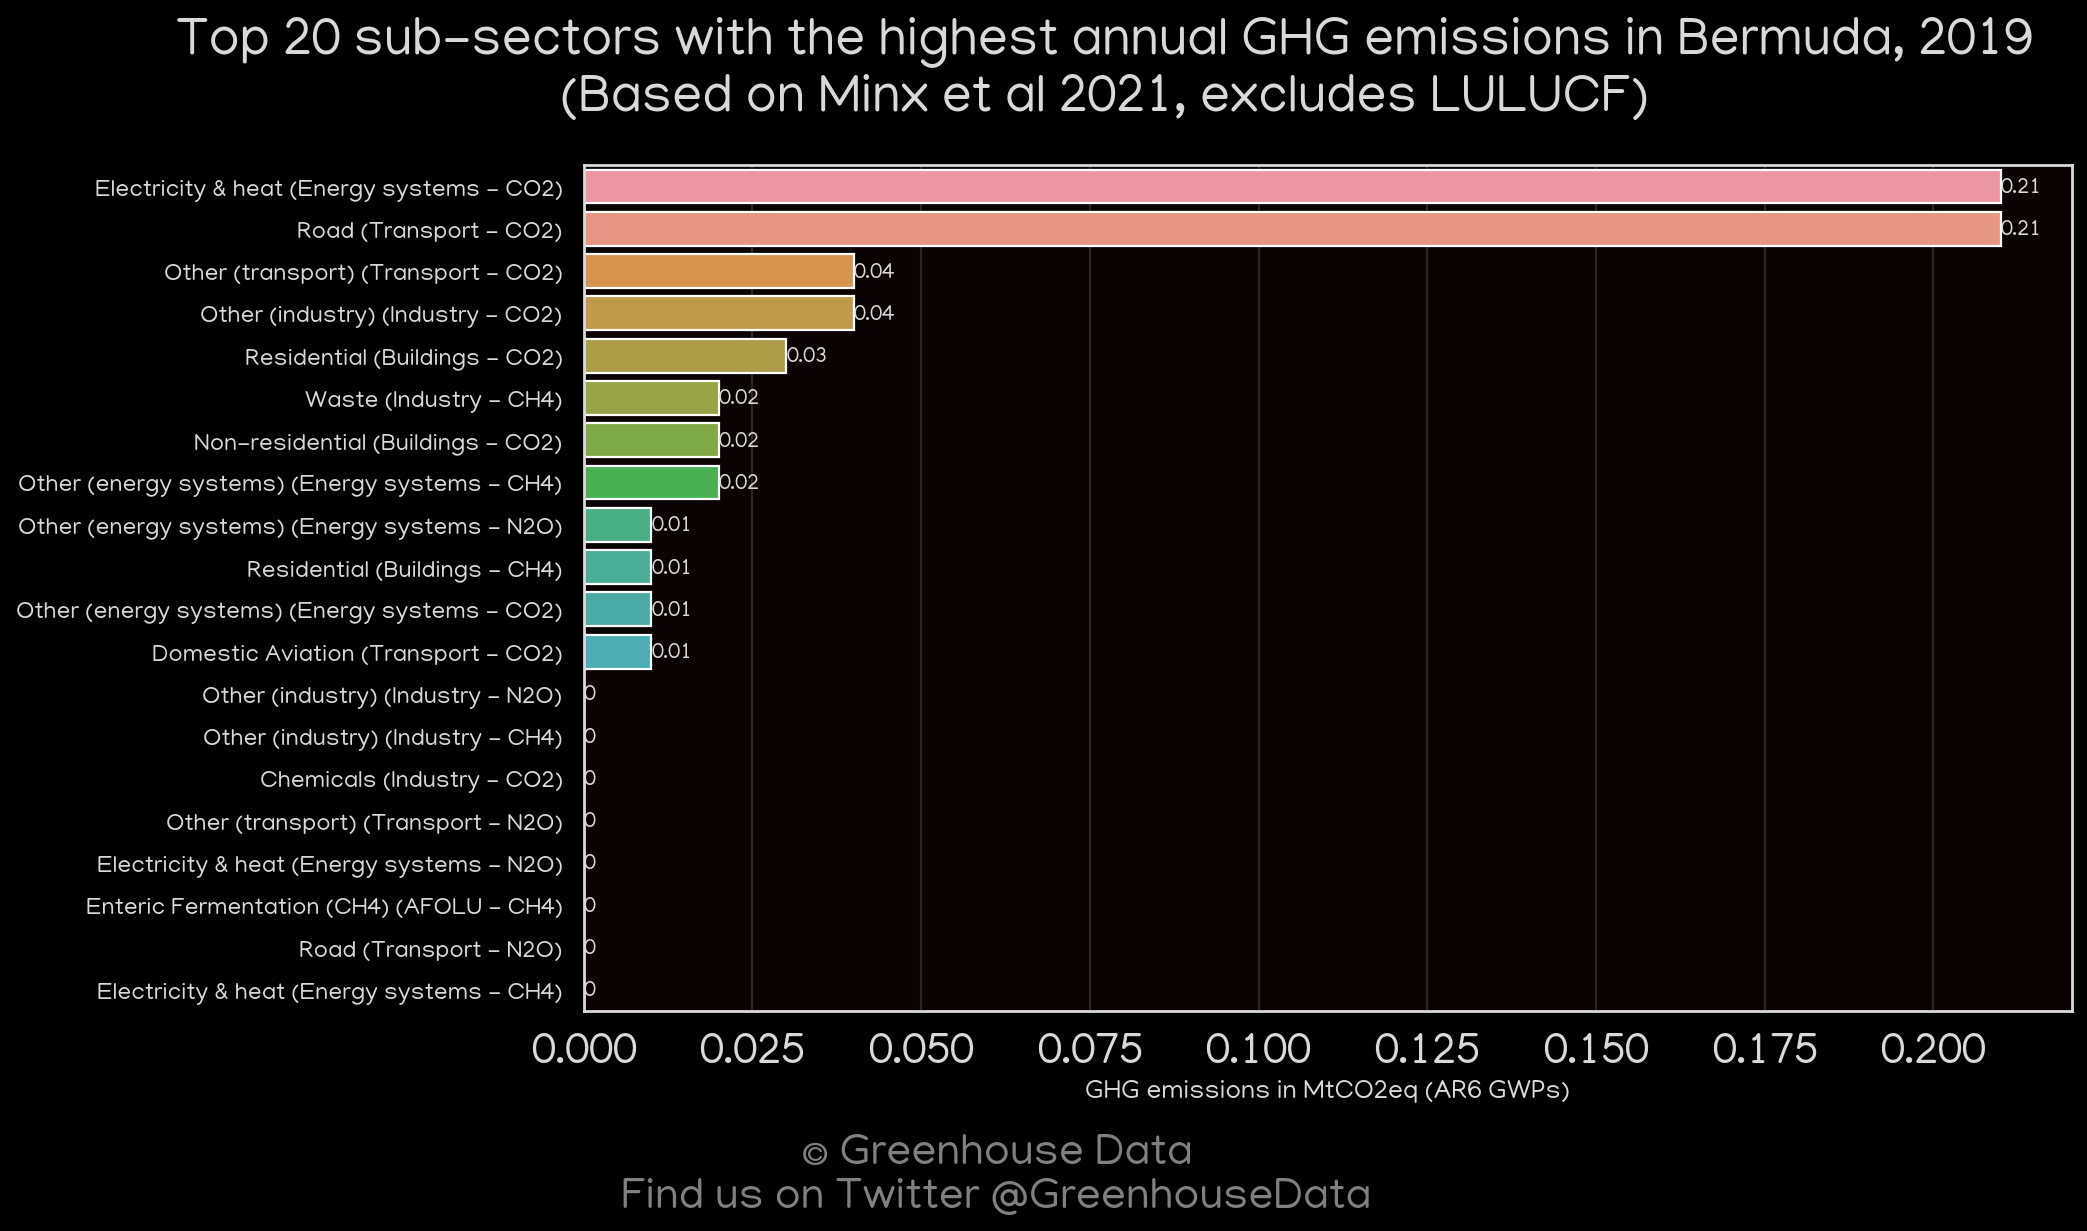 Top 20 sub-sectors with the highest annual GHG emissions in Bermuda, 2019
(Based on Minx et al 2021, excludes LULUCF)
Electricity & heat (Energy systems - CO2) 0.21
Road (Transport - CO2) 0.21
Other (transport) (Transport - CO2) 0.04
Other (industry) (Industry - CO2) 0.04
Residential (Buildings - CO2) 0.03
Waste (Industry - CH4) 0.02
Non-residential (Buildings - CO2) 0.02
Other (energy systems) (Energy systems - CH4) 0.02
Other (energy systems) (Energy systems - N2O) 0.01
Residential (Buildings - CH4) 0.01
Other (energy systems) (Energy systems - CO2) 0.01
Domestic Aviation (Transport - CO2) 0.01
Other (industry) (Industry - N2O) 0
Other (industry) (Industry - CH4) 0
Chemicals (Industry - CO2) 0
Other (transport) (Transport - N2O) 0
Electricity & heat (Energy systems - N2O) 0
Enteric Fermentation (CH4) (AFOLU - CH4) 0
Road (Transport - N2O) 0
Electricity & heat (Energy systems - CH4) 0
0.000 0.025 0.050 0.075 0.100 0.125 0.150 0.175 0.200
GHG emissions in MtCO2eq (AR6 GWPs)
© Greenhouse Data
Find us on Twitter @GreenhouseData